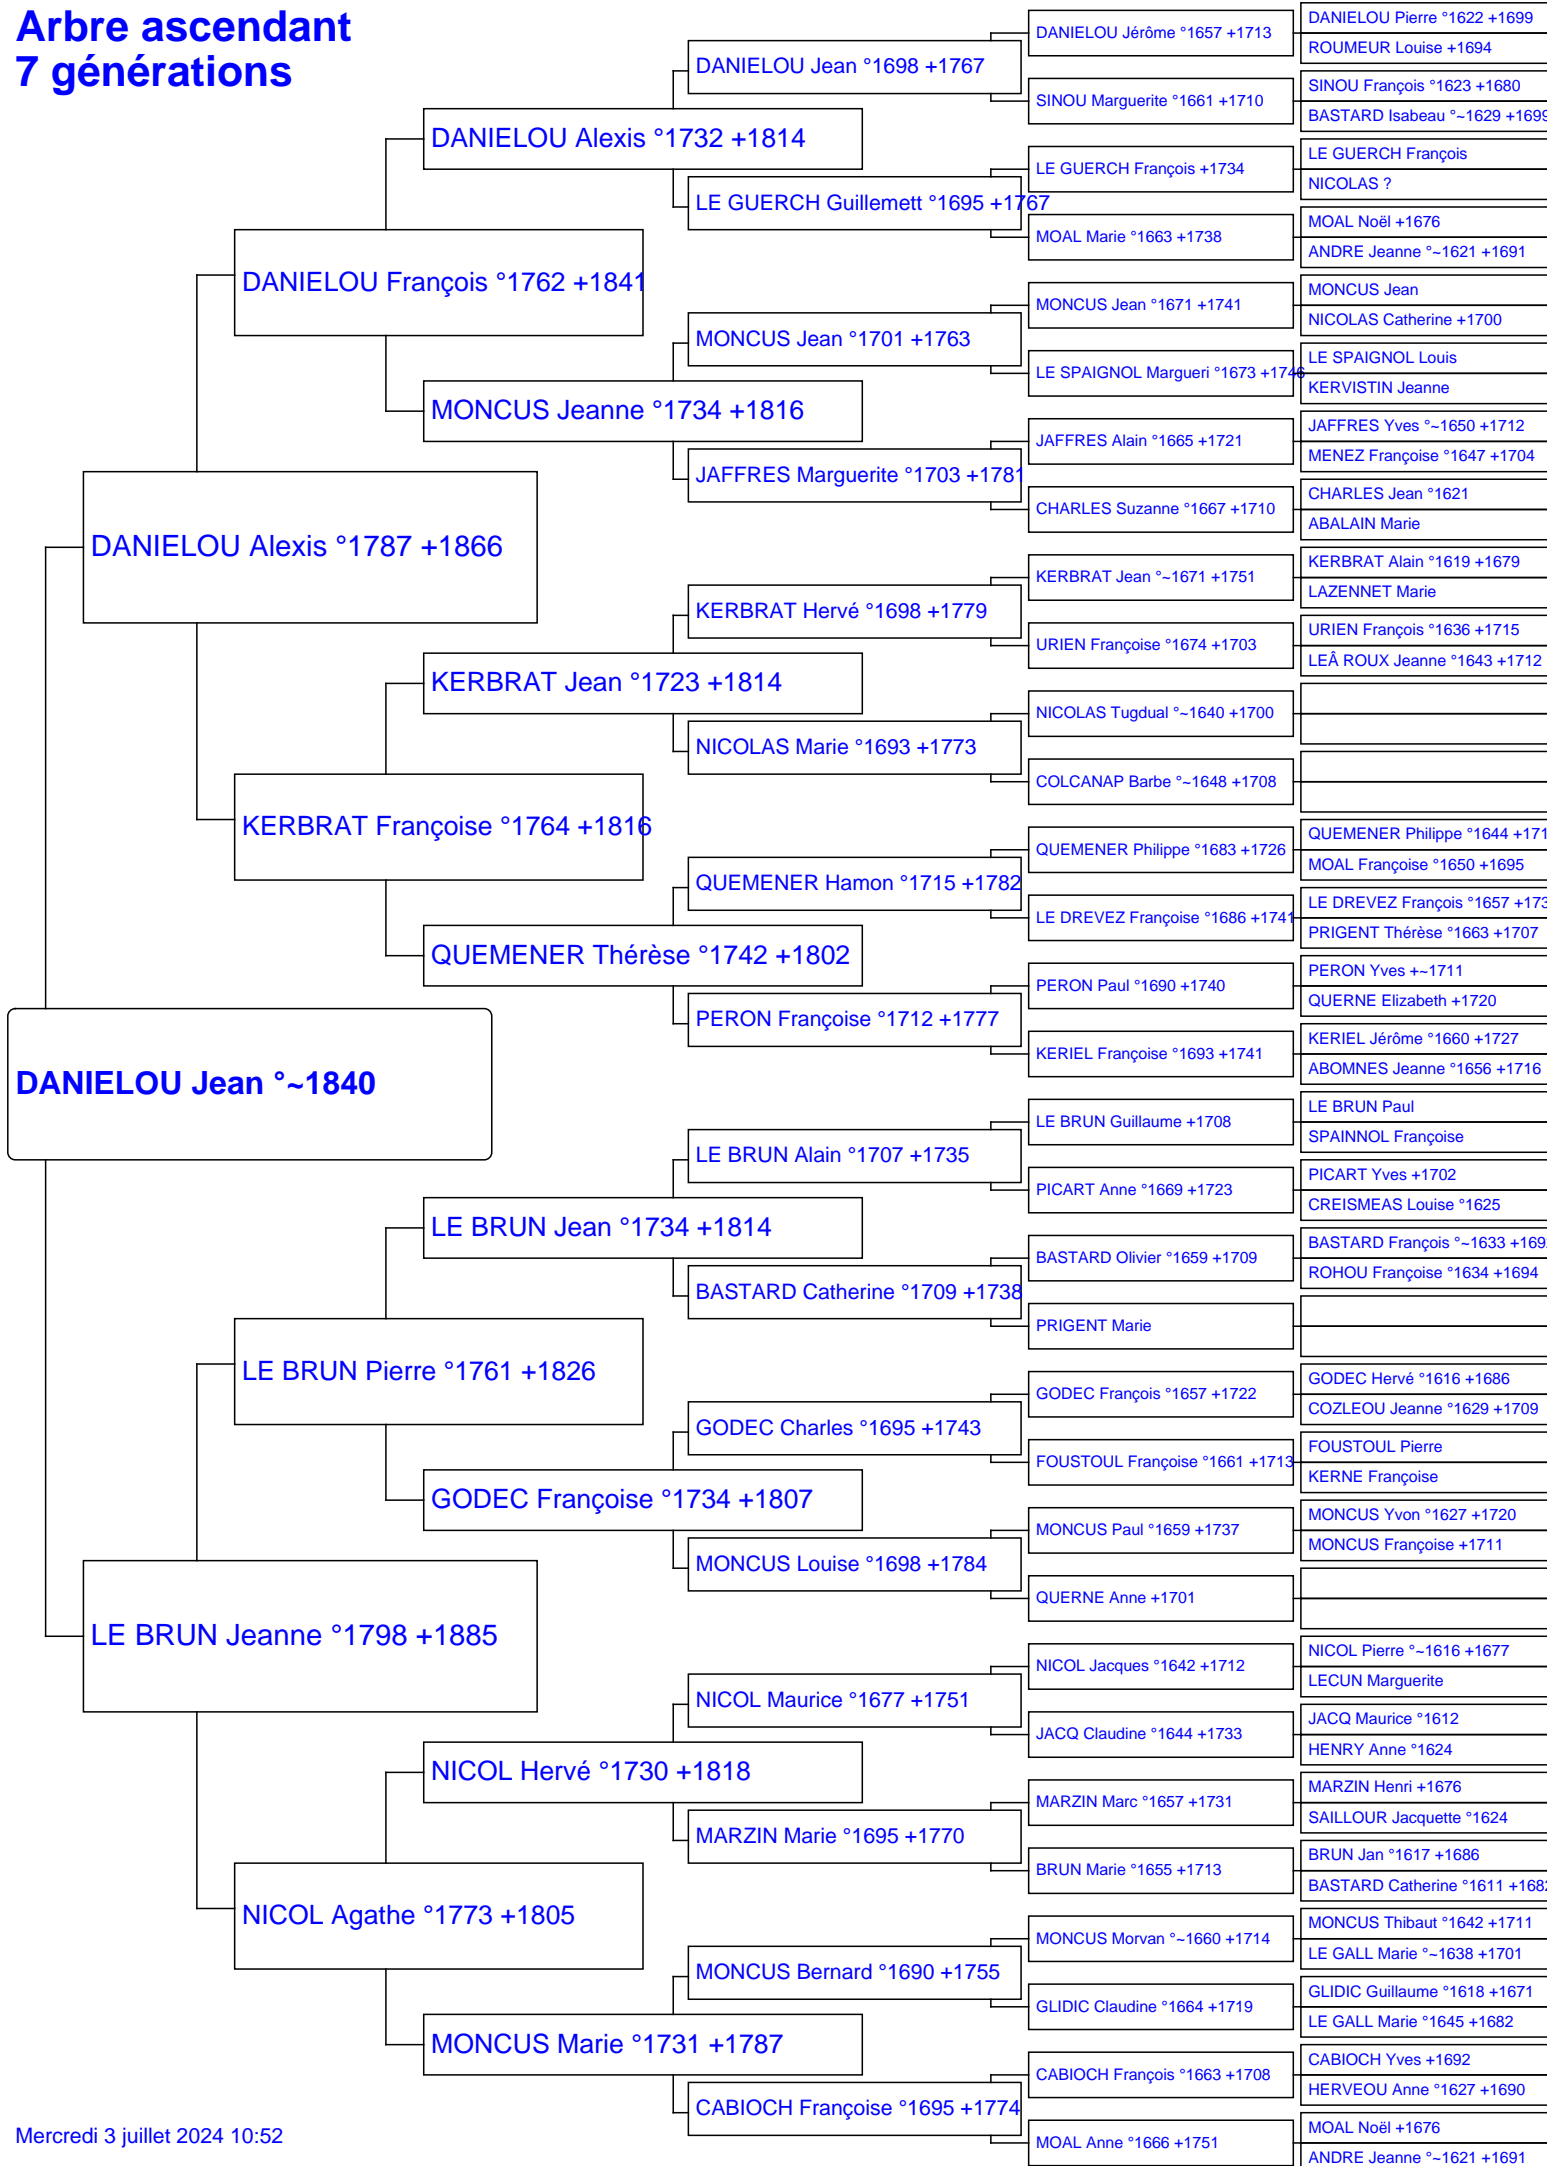 Arbre ascendant
7 générations
DANIELOU Jean °~1840
DANIELOU Alexis °1787 +1866
LE BRUN Jeanne °1798 +1885
DANIELOU François °1762 +1841
KERBRAT Françoise °1764 +1816
LE BRUN Pierre °1761 +1826
NICOL Agathe °1773 +1805
DANIELOU Alexis °1732 +1814
MONCUS Jeanne °1734 +1816
KERBRAT Jean °1723 +1814
QUEMENER Thérèse °1742 +1802
LE BRUN Jean °1734 +1814
GODEC Françoise °1734 +1807
NICOL Hervé °1730 +1818
MONCUS Marie °1731 +1787
DANIELOU Jean °1698 +1767
LE GUERCH Guillemett °1695 +1767
MONCUS Jean °1701 +1763
JAFFRES Marguerite °1703 +1781
KERBRAT Hervé °1698 +1779
NICOLAS Marie °1693 +1773
QUEMENER Hamon °1715 +1782
PERON Françoise °1712 +1777
LE BRUN Alain °1707 +1735
BASTARD Catherine °1709 +1738
GODEC Charles °1695 +1743
MONCUS Louise °1698 +1784
NICOL Maurice °1677 +1751
MARZIN Marie °1695 +1770
MONCUS Bernard °1690 +1755
CABIOCH Françoise °1695 +1774
DANIELOU Jérôme °1657 +1713
SINOU Marguerite °1661 +1710
LE GUERCH François +1734
MOAL Marie °1663 +1738
MONCUS Jean °1671 +1741
LE SPAIGNOL Margueri °1673 +1746
JAFFRES Alain °1665 +1721
CHARLES Suzanne °1667 +1710
KERBRAT Jean °~1671 +1751
URIEN Françoise °1674 +1703
NICOLAS Tugdual °~1640 +1700
COLCANAP Barbe °~1648 +1708
QUEMENER Philippe °1683 +1726
LE DREVEZ Françoise °1686 +1741
PERON Paul °1690 +1740
KERIEL Françoise °1693 +1741
LE BRUN Guillaume +1708
PICART Anne °1669 +1723
BASTARD Olivier °1659 +1709
PRIGENT Marie
GODEC François °1657 +1722
FOUSTOUL Françoise °1661 +1713
MONCUS Paul °1659 +1737
QUERNE Anne +1701
NICOL Jacques °1642 +1712
JACQ Claudine °1644 +1733
MARZIN Marc °1657 +1731
BRUN Marie °1655 +1713
MONCUS Morvan °~1660 +1714
GLIDIC Claudine °1664 +1719
CABIOCH François °1663 +1708
MOAL Anne °1666 +1751
DANIELOU Pierre °1622 +1699
ROUMEUR Louise +1694
SINOU François °1623 +1680
BASTARD Isabeau °~1629 +1699
LE GUERCH François
NICOLAS ?
MOAL Noël +1676
ANDRE Jeanne °~1621 +1691
MONCUS Jean
NICOLAS Catherine +1700
LE SPAIGNOL Louis
KERVISTIN Jeanne
JAFFRES Yves °~1650 +1712
MENEZ Françoise °1647 +1704
CHARLES Jean °1621
ABALAIN Marie
KERBRAT Alain °1619 +1679
LAZENNET Marie
URIEN François °1636 +1715
LEÂ ROUX Jeanne °1643 +1712
QUEMENER Philippe °1644 +171
MOAL Françoise °1650 +1695
LE DREVEZ François °1657 +173
PRIGENT Thérèse °1663 +1707
PERON Yves +~1711
QUERNE Elizabeth +1720
KERIEL Jérôme °1660 +1727
ABOMNES Jeanne °1656 +1716
LE BRUN Paul
SPAINNOL Françoise
PICART Yves +1702
CREISMEAS Louise °1625
BASTARD François °~1633 +169
ROHOU Françoise °1634 +1694
GODEC Hervé °1616 +1686
COZLEOU Jeanne °1629 +1709
FOUSTOUL Pierre
KERNE Françoise
MONCUS Yvon °1627 +1720
MONCUS Françoise +1711
NICOL Pierre °~1616 +1677
LECUN Marguerite
JACQ Maurice °1612
HENRY Anne °1624
MARZIN Henri +1676
SAILLOUR Jacquette °1624
BRUN Jan °1617 +1686
BASTARD Catherine °1611 +1682
MONCUS Thibaut °1642 +1711
LE GALL Marie °~1638 +1701
GLIDIC Guillaume °1618 +1671
LE GALL Marie °1645 +1682
CABIOCH Yves +1692
HERVEOU Anne °1627 +1690
MOAL Noël +1676
ANDRE Jeanne °~1621 +1691
Mercredi 3 juillet 2024 10:52